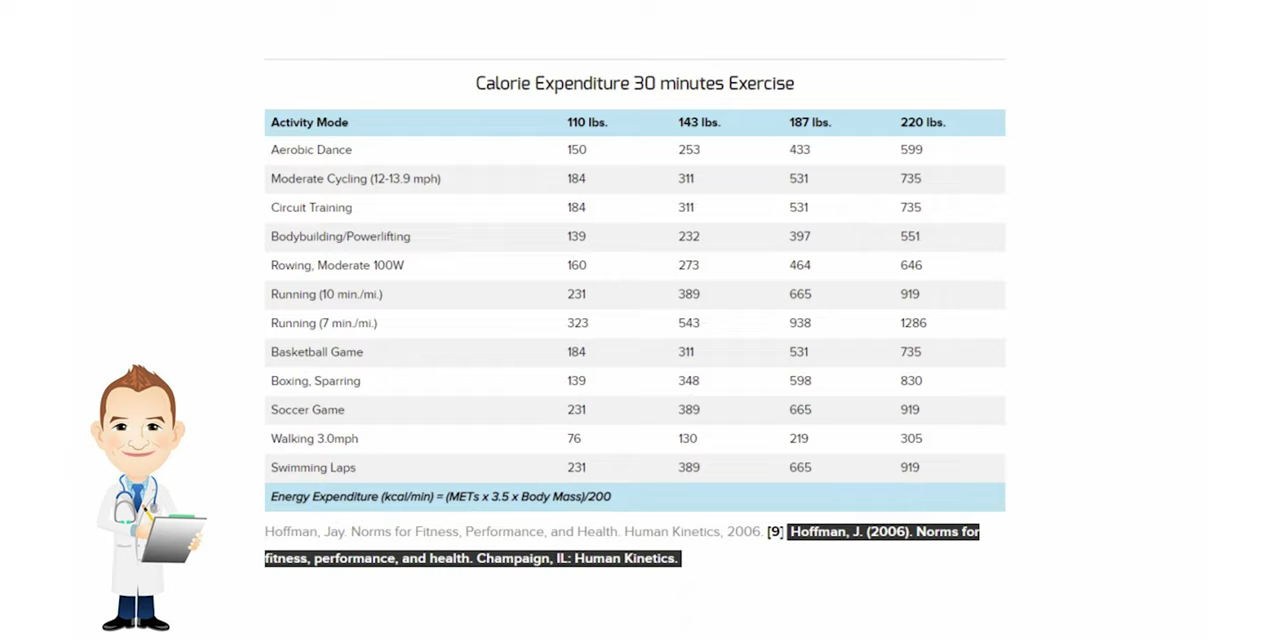 Calorie Expenditure 30 minutes Exercise
Activity Mode 110 lbs. 143 lbs. 187 lbs. 220 lbs.
Aerobic Dance 150 253 433 599
Moderate Cycling (12-13.9 mph) 184 311 531 735
Circuit Training 184 311 531 735
Bodybuilding/Powerlifting 139 232 397 551
Rowing, Moderate 100W 160 273 464 646
Running (10 min./mi.) 231 389 665 919
Running (7 min./mi.) 323 543 938 1286
Basketball Game 184 311 531 735
Boxing, Sparring 139 348 598 830
Soccer Game 231 389 665 919
Walking 3.0mph 76 130 219 305
Swimming Laps 231 389 665 919
Energy Expenditure (kcal/min) = (METs x 3.5 x Body Mass)/200
Hoffman, Jay. Norms for Fitness, Performance, and Health. Human Kinetics, 2006. [9] Hoffman, J. (2006). Norms for
fitness, performance, and health. Champaign, IL: Human Kinetics.